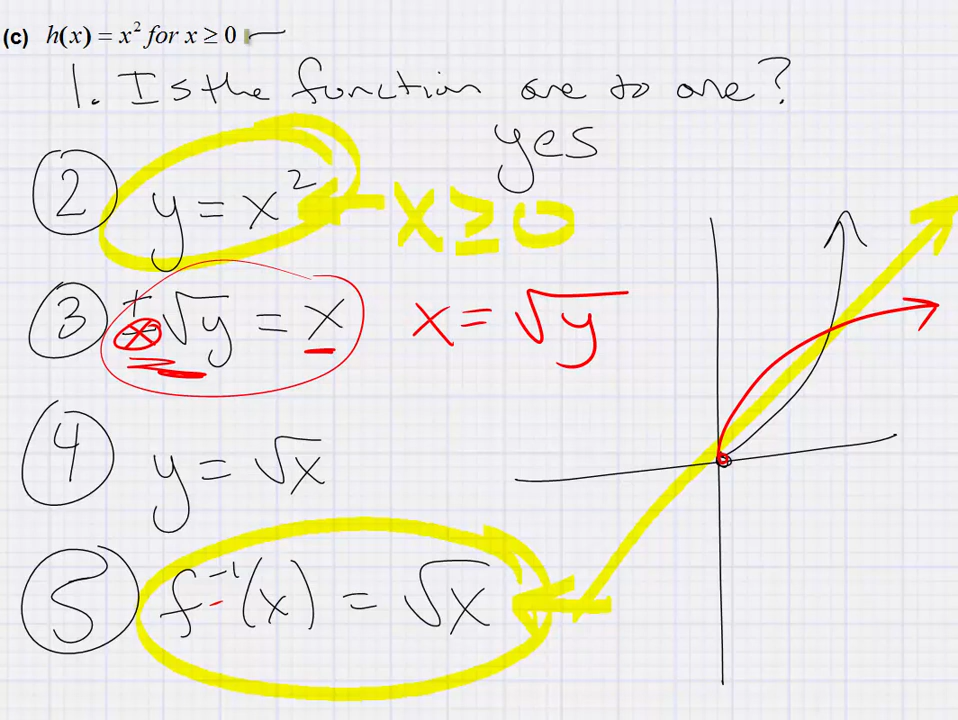 (c) h(x) = x² for x ≥ 0
1. Is the function one to one?
yes
② y = x² x ≥ 0
③ ±√y = x x = √y
④ y = √x
⑤ f⁻¹(x) = √x